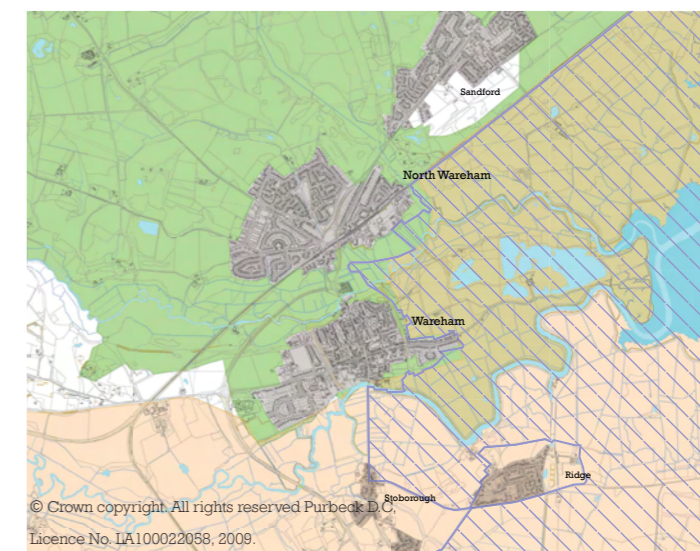 Sandford
North Wareham
Wareham
Ridge
Stoborough
© Crown copyright. All rights reserved Purbeck D.C,
Licence No. LA100022058, 2009.